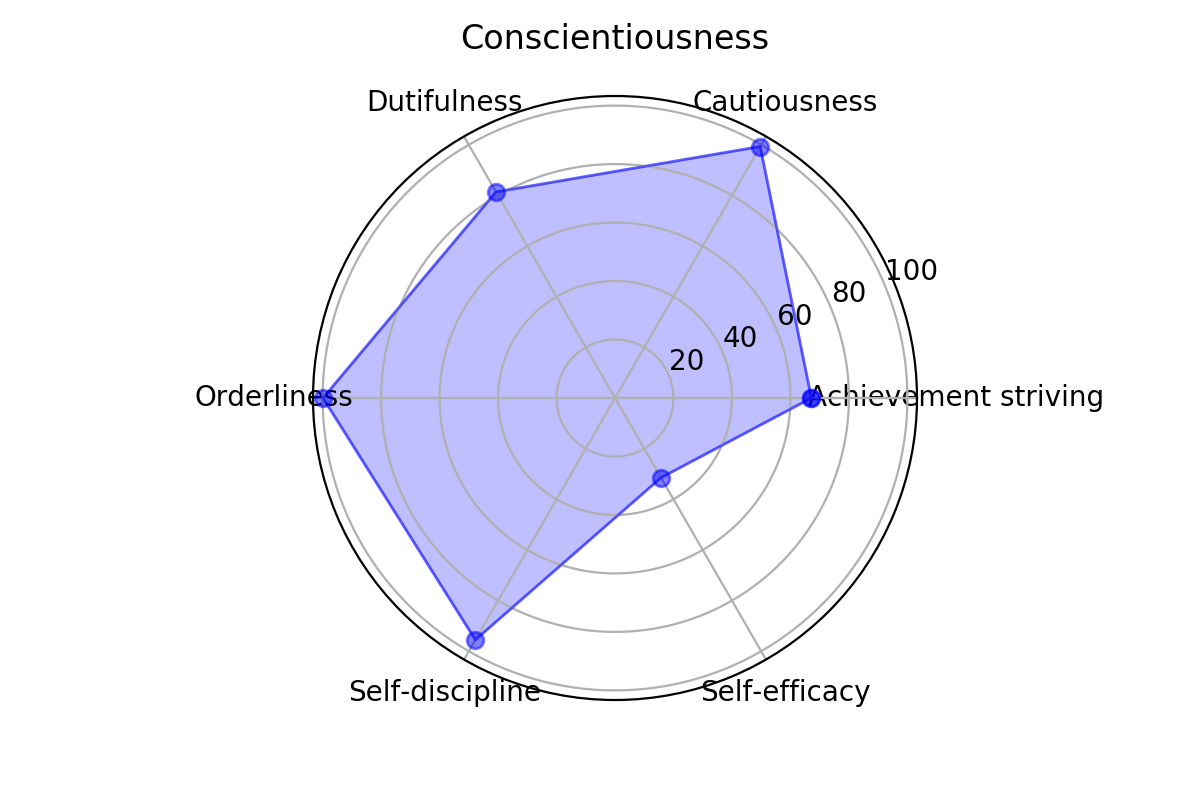 Conscientiousness
Dutifulness
Cautiousness
100
80
60
40
20
Orderliness
Achievement striving
Self-discipline
Self-efficacy